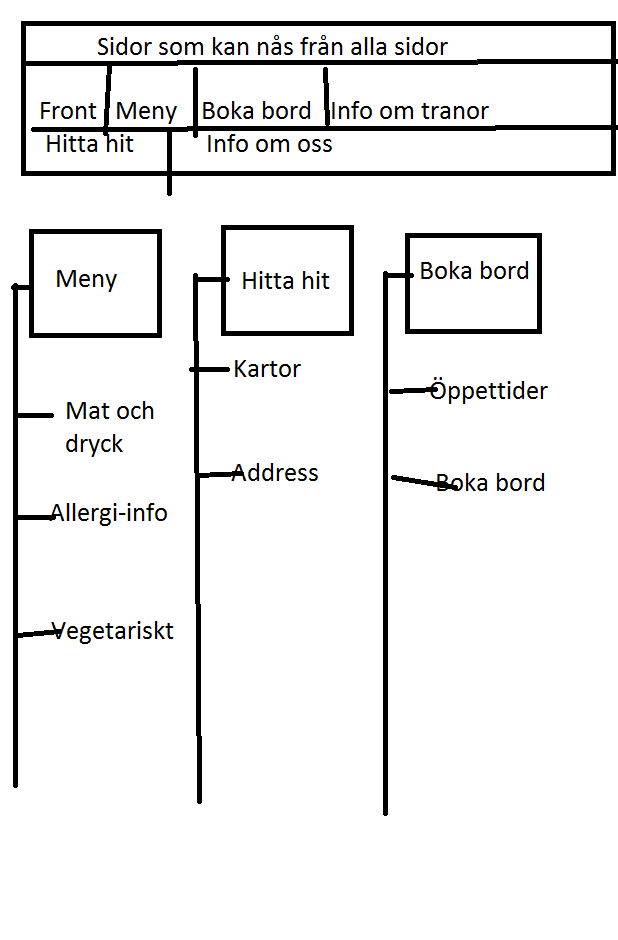 Sidor som kan nås från alla sidor
Front Meny Boka bord Info om tranor
Hitta hit Info om oss
Meny
Mat och
dryck
Allergi-info
Vegetariskt
Hitta hit
Kartor
Address
Boka bord
Öppettider
Boka bord